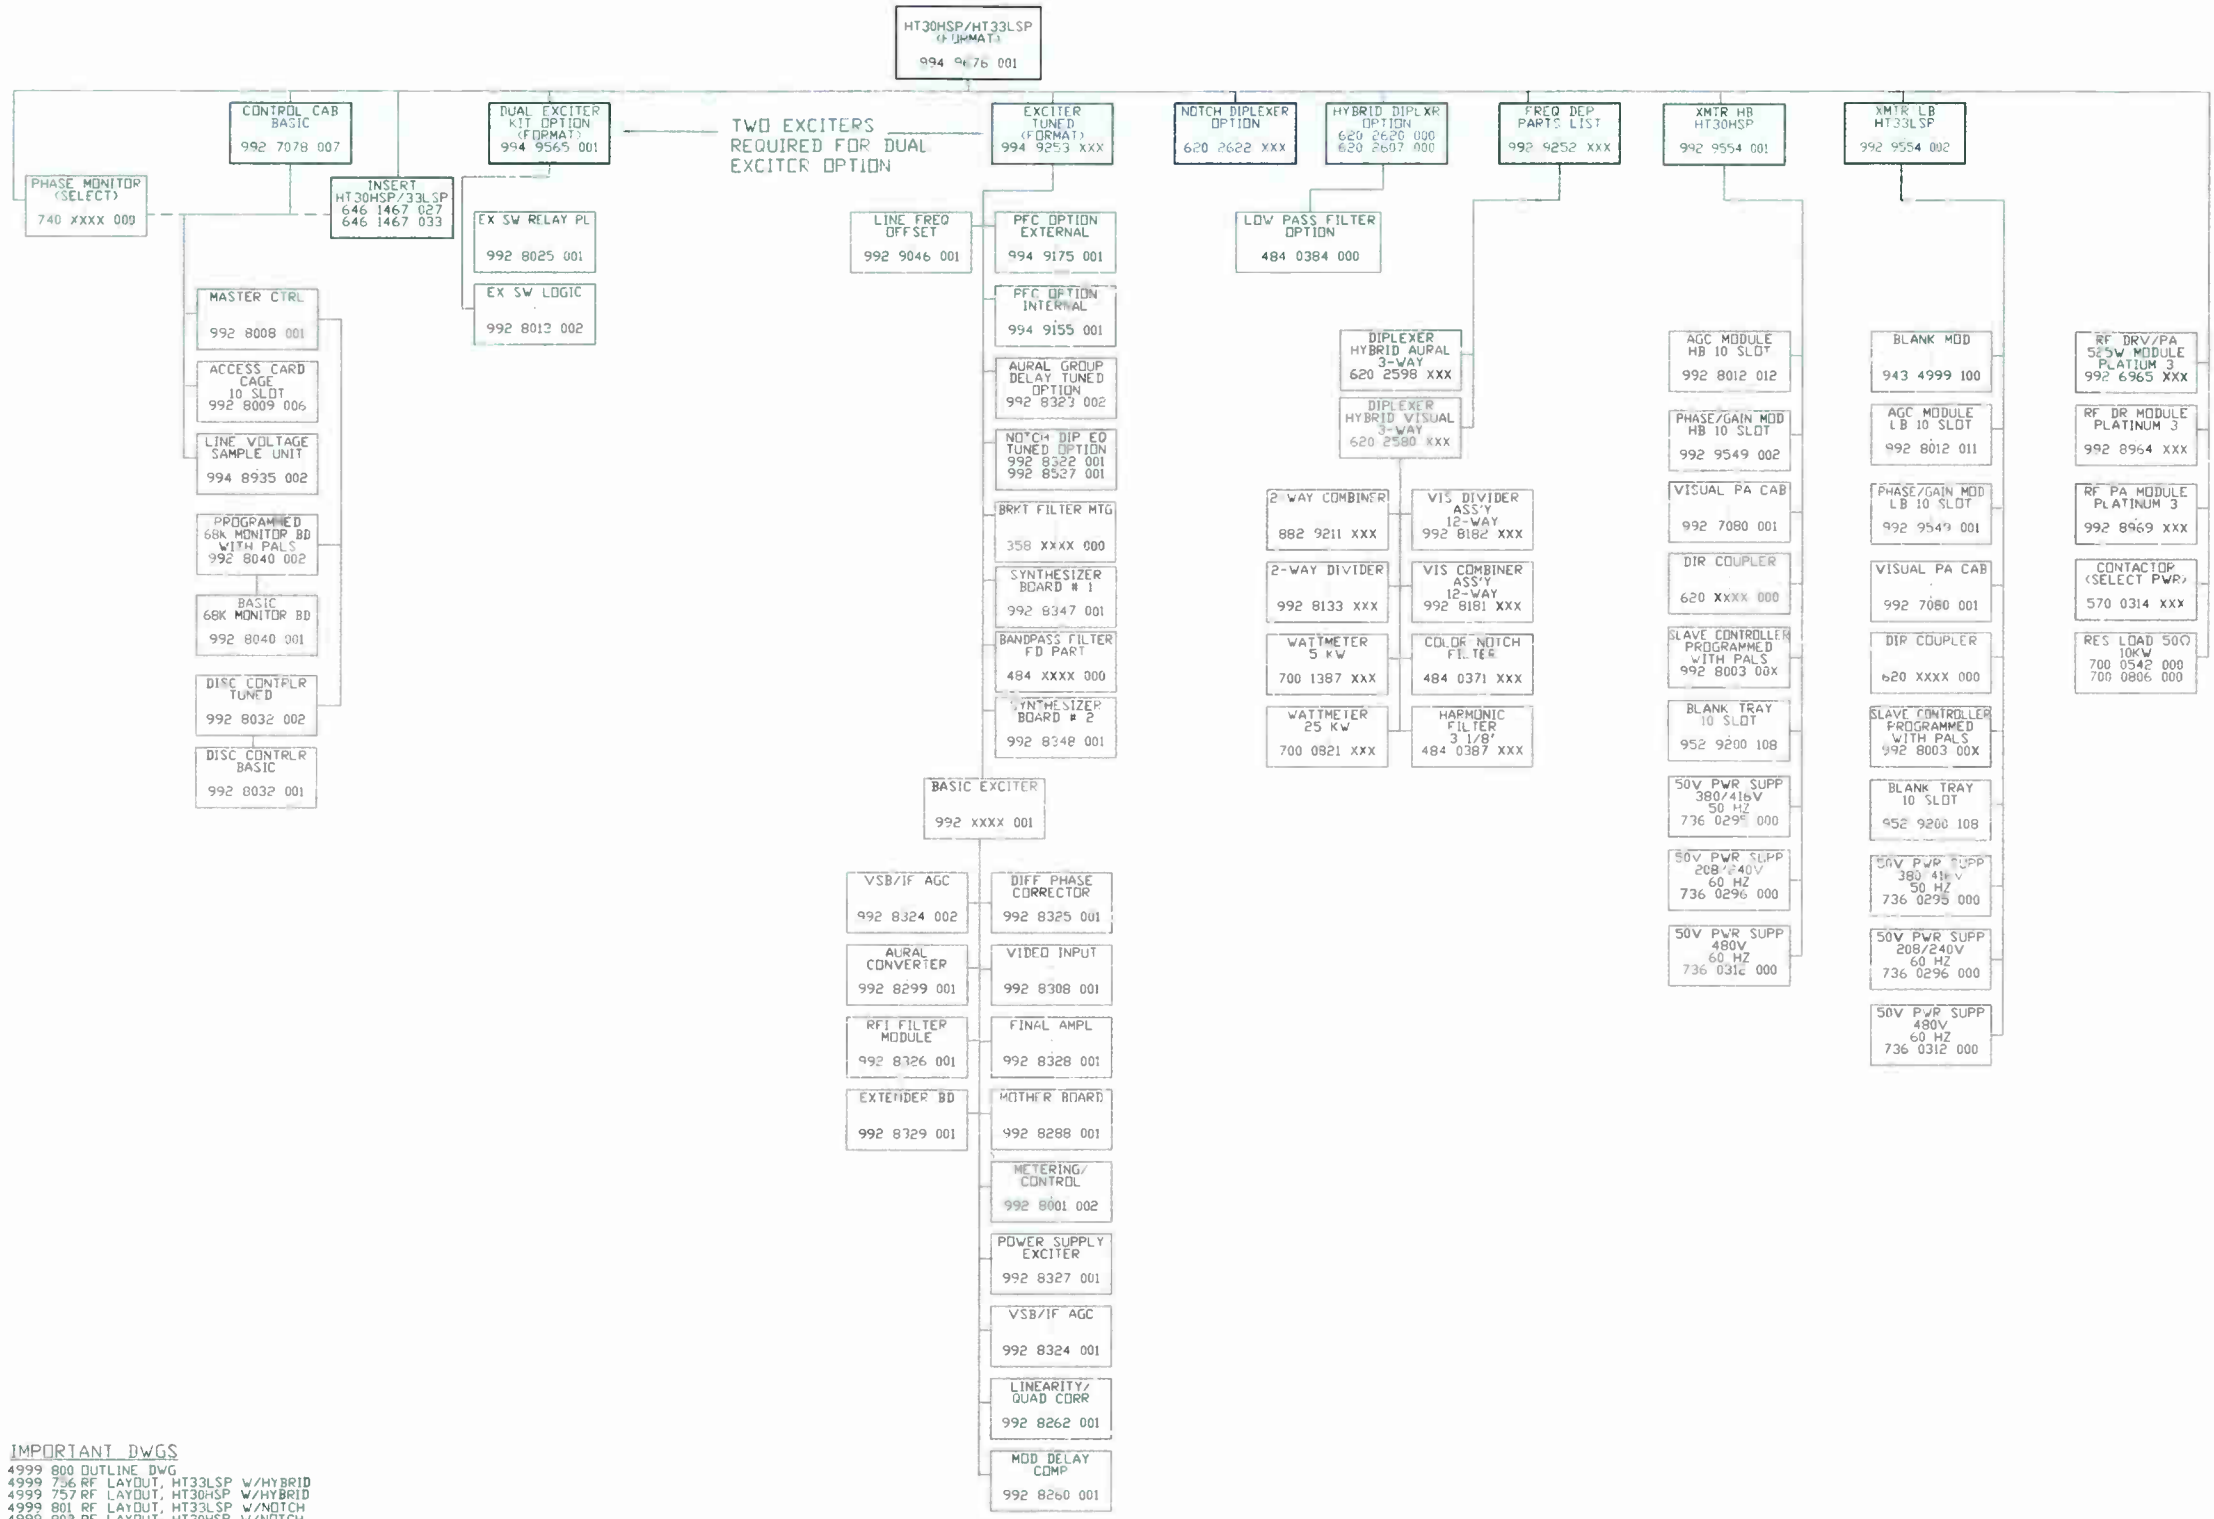 HT30HSP/HT33LSP
(FORMAT)
994 9676 001
CONTROL CAB
BASIC
992 7078 007
DUAL EXCITER
KIT OPTION
(FORMAT)
994 9565 001
TWO EXCITERS
REQUIRED FOR DUAL
EXCITER OPTION
EXCITER
TUNED
(FORMAT)
994 9253 XXX
NOTCH DIPLEXER
OPTION
620 2622 XXX
HYBRID DIPLXR
OPTION
620 2620 000
620 2607 000
FREQ DEP
PARTS LIST
992 9252 XXX
XMTR HB
HT30HSP
992 9554 001
XMTR LB
HT33LSP
992 9554 002
PHASE MONITOR
(SELECT)
740 XXXX 000
INSERT
HT30HSP/33LSP
646 1467 027
646 1467 033
MASTER CTRL
992 8008 001
ACCESS CARD
CAGE
10 SLOT
992 8009 006
LINE VOLTAGE
SAMPLE UNIT
994 8935 002
PROGRAMMED
68K MONITOR BD
WITH PALS
992 8040 002
BASIC
68K MONITOR BD
992 8040 001
DISC CONTRLR
TUNED
992 8032 002
DISC CONTRLR
BASIC
992 8032 001
EX SW RELAY PL
992 8025 001
EX SW LOGIC
992 8013 002
LINE FREQ
OFFSET
992 9046 001
PFC OPTION
EXTERNAL
994 9175 001
PFC OPTION
INTERNAL
994 9155 001
AURAL GROUP
DELAY TUNED
OPTION
992 8323 002
NOTCH DIP EQ
TUNED OPTION
992 8322 001
992 8527 001
BRKT FILTER MTG
358 XXXX 000
SYNTHESIZER
BOARD # 1
992 8347 001
BANDPASS FILTER
FD PART
484 XXXX 000
SYNTHESIZER
BOARD # 2
992 8348 001
BASIC EXCITER
992 XXXX 001
VSB/IF AGC
992 8324 002
DIFF PHASE
CORRECTOR
992 8325 001
AURAL
CONVERTER
992 8299 001
VIDEO INPUT
992 8308 001
RFI FILTER
MODULE
992 8326 001
FINAL AMPL
992 8328 001
EXTENDER BD
992 8329 001
MOTHER BOARD
992 8288 001
METERING/
CONTROL
992 8001 002
POWER SUPPLY
EXCITER
992 8327 001
VSB/IF AGC
992 8324 001
LINEARITY/
QUAD CORR
992 8262 001
MOD DELAY
COMP
992 8260 001
LOW PASS FILTER
OPTION
484 0384 000
DIPLEXER
HYBRID AURAL
3-WAY
620 2598 XXX
DIPLEXER
HYBRID VISUAL
3-WAY
620 2580 XXX
2 WAY COMBINER
882 9211 XXX
VIS DIVIDER
ASS'Y
12-WAY
992 8182 XXX
2-WAY DIVIDER
992 8133 XXX
VIS COMBINER
ASS'Y
12-WAY
992 8181 XXX
WATTMETER
5 KW
700 1387 XXX
COLOR NOTCH
FILTER
484 0371 XXX
WATTMETER
25 KW
700 0821 XXX
HARMONIC
FILTER
3 1/8'
484 0387 XXX
AGC MODULE
HB 10 SLOT
992 8012 012
PHASE/GAIN MOD
HB 10 SLOT
992 9549 002
VISUAL PA CAB
992 7080 001
DIR COUPLER
620 XXXX 000
SLAVE CONTROLLER
PROGRAMMED
WITH PALS
992 8003 00X
BLANK TRAY
10 SLOT
952 9200 108
50V PWR SUPP
380/416V
50 HZ
736 0295 000
50V PWR SUPP
208/240V
60 HZ
736 0296 000
50V PWR SUPP
480V
60 HZ
736 0312 000
BLANK MOD
943 4999 100
AGC MODULE
LB 10 SLOT
992 8012 011
PHASE/GAIN MOD
LB 10 SLOT
992 9549 001
VISUAL PA CAB
992 7080 001
DIR COUPLER
620 XXXX 000
SLAVE CONTROLLER
PROGRAMMED
WITH PALS
992 8003 00X
BLANK TRAY
10 SLOT
952 9200 108
50V PWR SUPP
380/416V
50 HZ
736 0295 000
50V PWR SUPP
208/240V
60 HZ
736 0296 000
50V PWR SUPP
480V
60 HZ
736 0312 000
RF DRV/PA
525W MODULE
PLATIUM 3
992 6965 XXX
RF DR MODULE
PLATINUM 3
992 8964 XXX
RF PA MODULE
PLATINUM 3
992 8969 XXX
CONTACTOR
(SELECT PWR)
570 0314 XXX
RES LOAD 50Ω
10KW
700 0542 000
700 0806 000
IMPORTANT DWGS
4999 800 OUTLINE DWG
4999 756 RF LAYOUT, HT33LSP W/HYBRID
4999 757 RF LAYOUT, HT30HSP W/HYBRID
4999 801 RF LAYOUT, HT33LSP W/NOTCH
RF LAYOUT, HT30HSP W/NOTCH